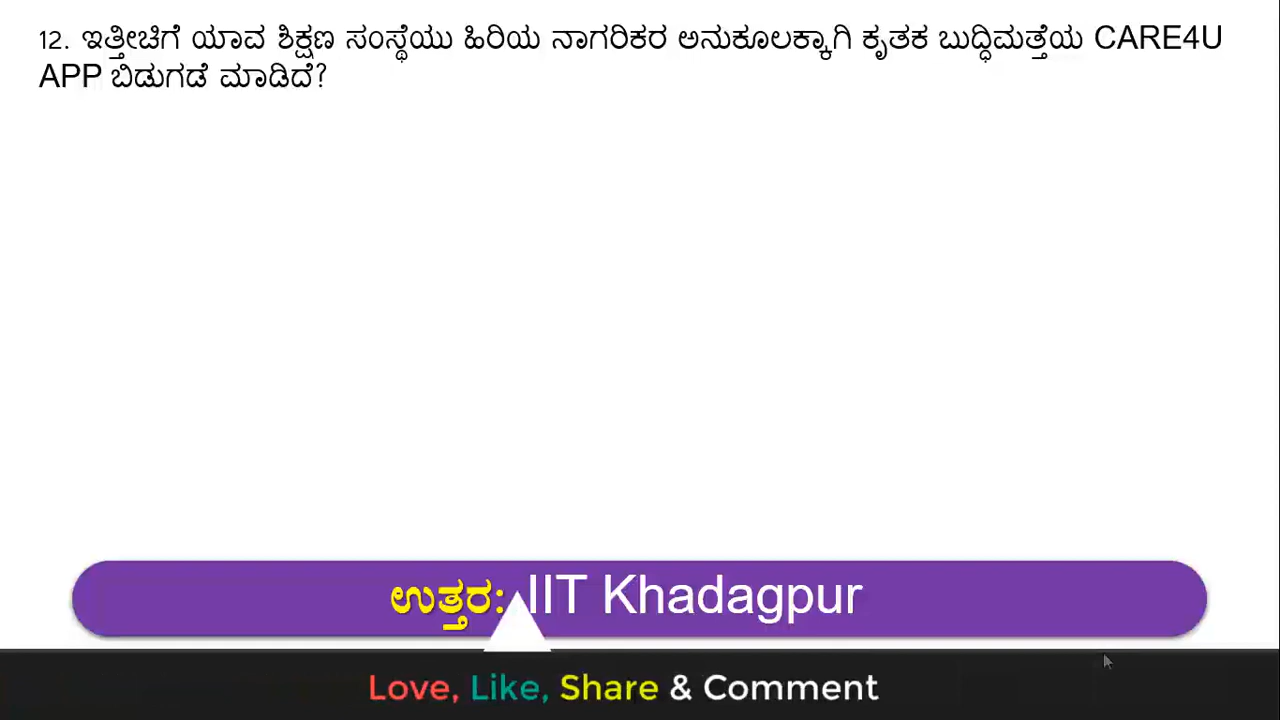 12. ಇತ್ತೀಚಿಗೆ ಯಾವ ಶಿಕ್ಷಣ ಸಂಸ್ಥೆಯು ಹಿರಿಯ ನಾಗರಿಕರ ಅನುಕೂಲಕ್ಕಾಗಿ ಕೃತಕ ಬುದ್ಧಿಮತ್ತೆಯ CARE4U
APP ಬಿಡುಗಡೆ ಮಾಡಿದೆ?
ಉತ್ತರ: IIT Khadagpur
Love, Like, Share & Comment